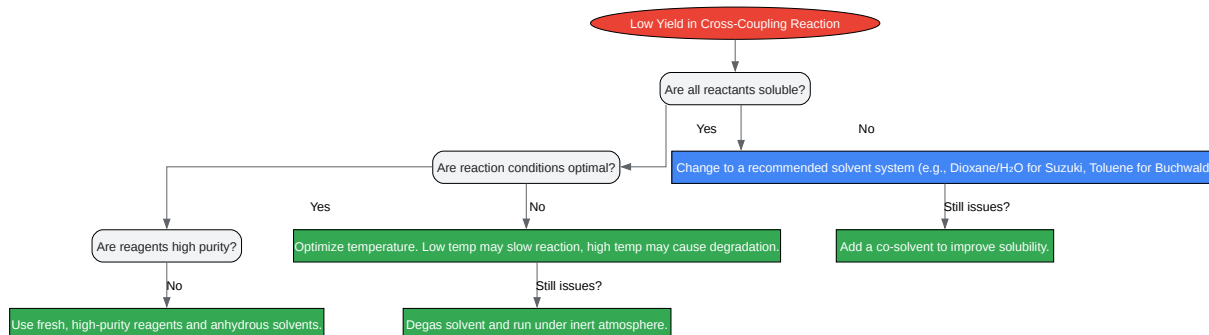 Low Yield in Cross-Coupling Reaction
Are all reactants soluble?
Yes
No
Are reaction conditions optimal?
Change to a recommended solvent system (e.g., Dioxane/H₂O for Suzuki, Toluene for Buchwald
Yes
No
Still issues?
Are reagents high purity?
Optimize temperature. Low temp may slow reaction, high temp may cause degradation.
Add a co-solvent to improve solubility.
No
Still issues?
Use fresh, high-purity reagents and anhydrous solvents.
Degas solvent and run under inert atmosphere.